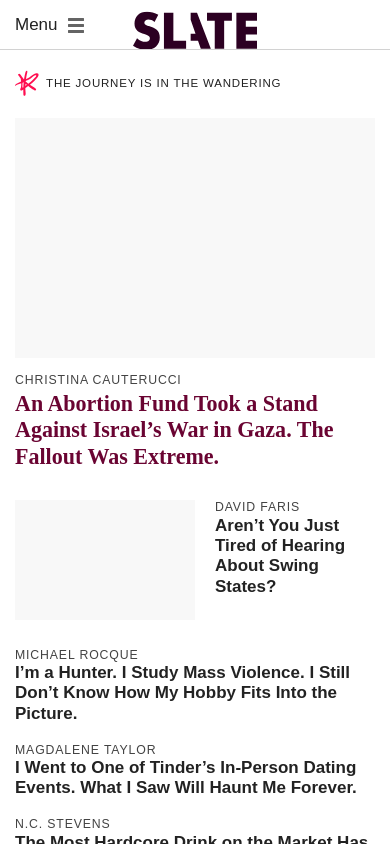 Menu
SLATE
THE JOURNEY IS IN THE WANDERING
CHRISTINA CAUTERUCCI
An Abortion Fund Took a Stand
Against Israel’s War in Gaza. The
Fallout Was Extreme.
DAVID FARIS
Aren’t You Just
Tired of Hearing
About Swing
States?
MICHAEL ROCQUE
I’m a Hunter. I Study Mass Violence. I Still
Don’t Know How My Hobby Fits Into the
Picture.
MAGDALENE TAYLOR
I Went to One of Tinder’s In-Person Dating
Events. What I Saw Will Haunt Me Forever.
N.C. STEVENS
The Most Hardcore Drink on the Market Has